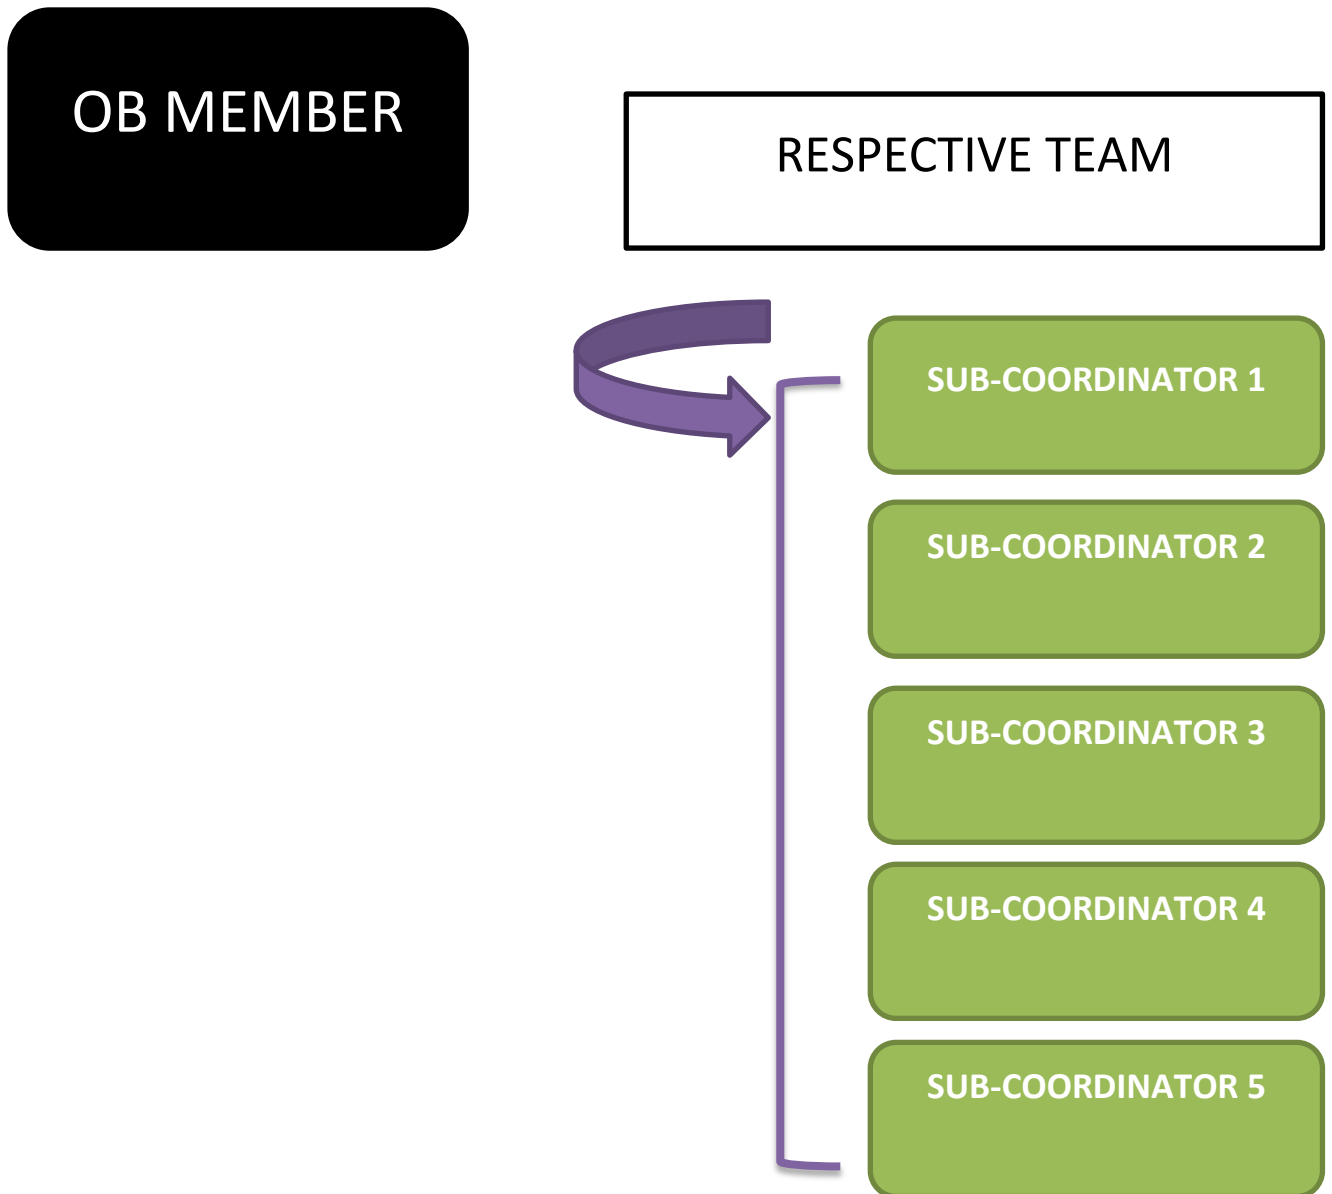 OB MEMBER
RESPECTIVE TEAM
SUB-COORDINATOR 1
SUB-COORDINATOR 2
SUB-COORDINATOR 3
SUB-COORDINATOR 4
SUB-COORDINATOR 5